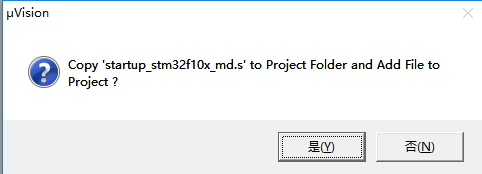 μVision
Copy 'startup_stm32f10x_md.s' to Project Folder and Add File to
Project ?
是(Y)
否(N)